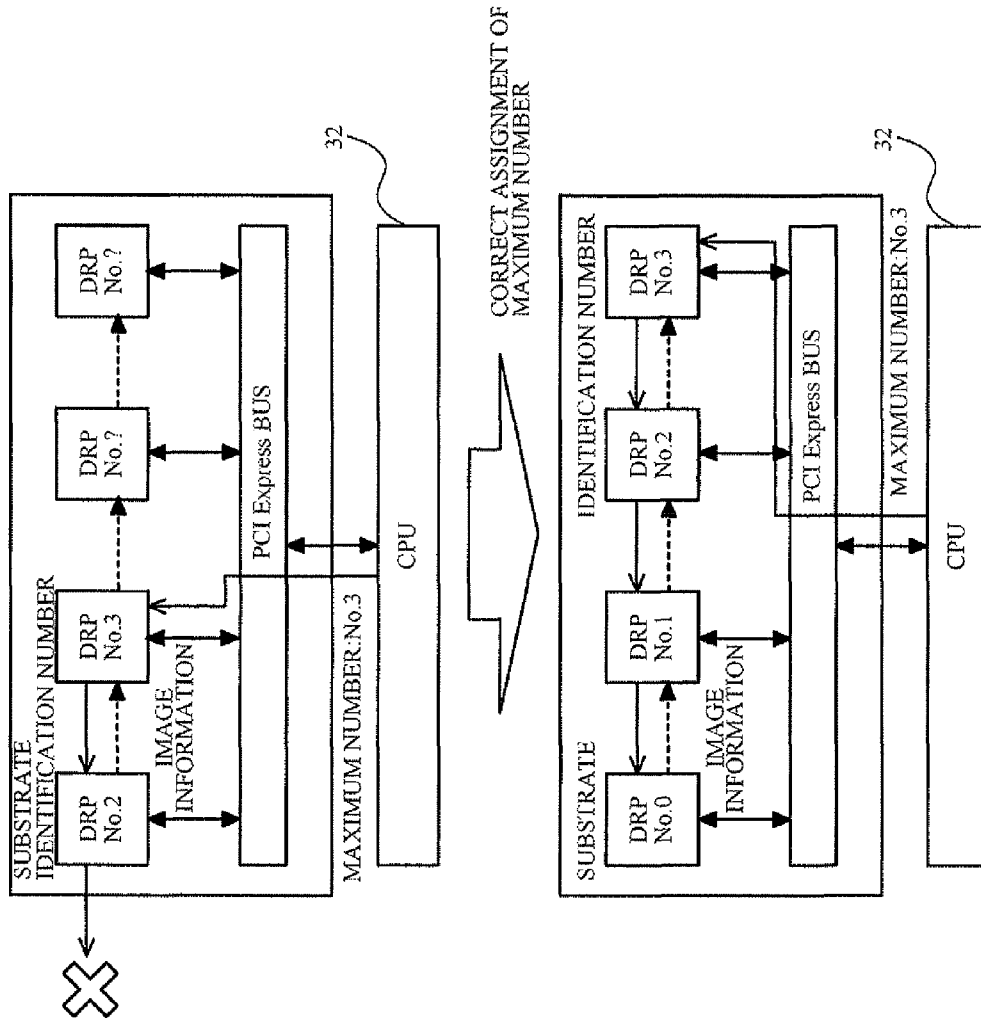 SUBSTRATE
IDENTIFICATION NUMBER
DRP
No.2
DRP
No.3
DRP
No.?
DRP
No.?
IMAGE
INFORMATION
PCI Express BUS
MAXIMUM NUMBER:No.3
CPU
32
CORRECT ASSIGNMENT OF
MAXIMUM NUMBER
SUBSTRATE
IDENTIFICATION NUMBER
DRP
No.0
DRP
No.1
DRP
No.2
DRP
No.3
IMAGE
INFORMATION
PCI Express BUS
MAXIMUM NUMBER:No.3
CPU
32